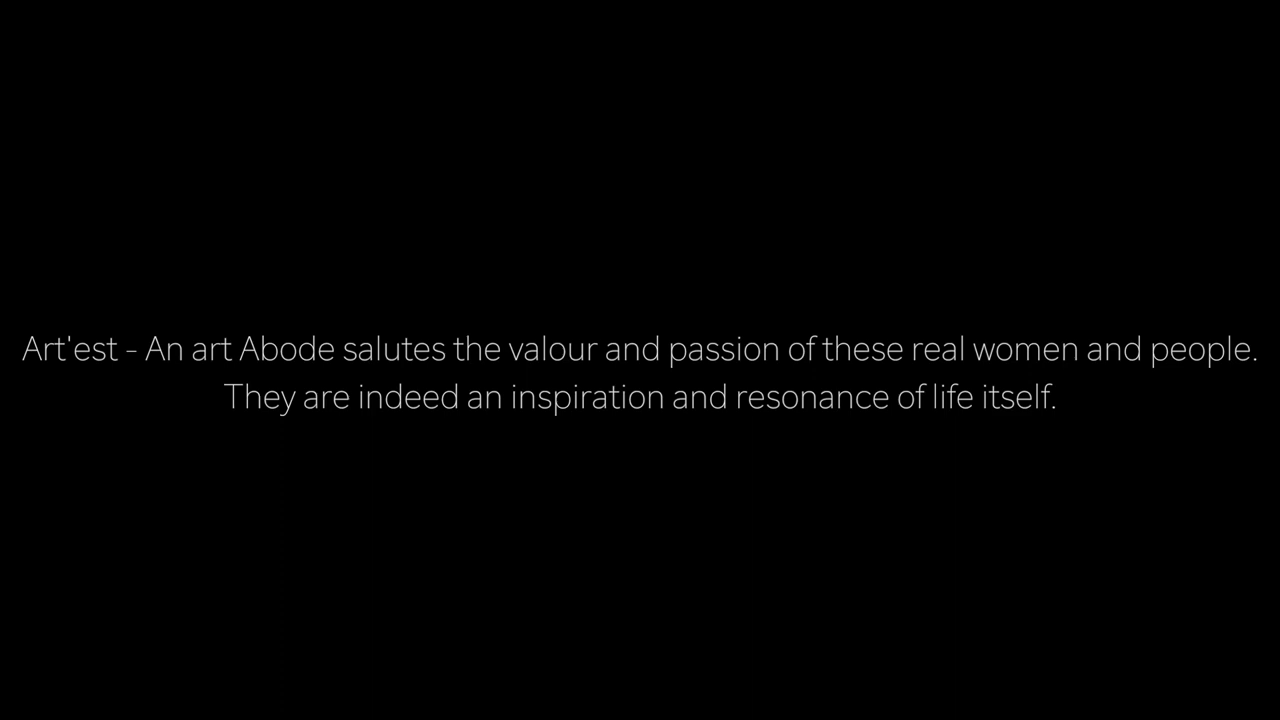 Art'est - An art Abode salutes the valour and passion of these real women and people.
They are indeed an inspiration and resonance of life itself.